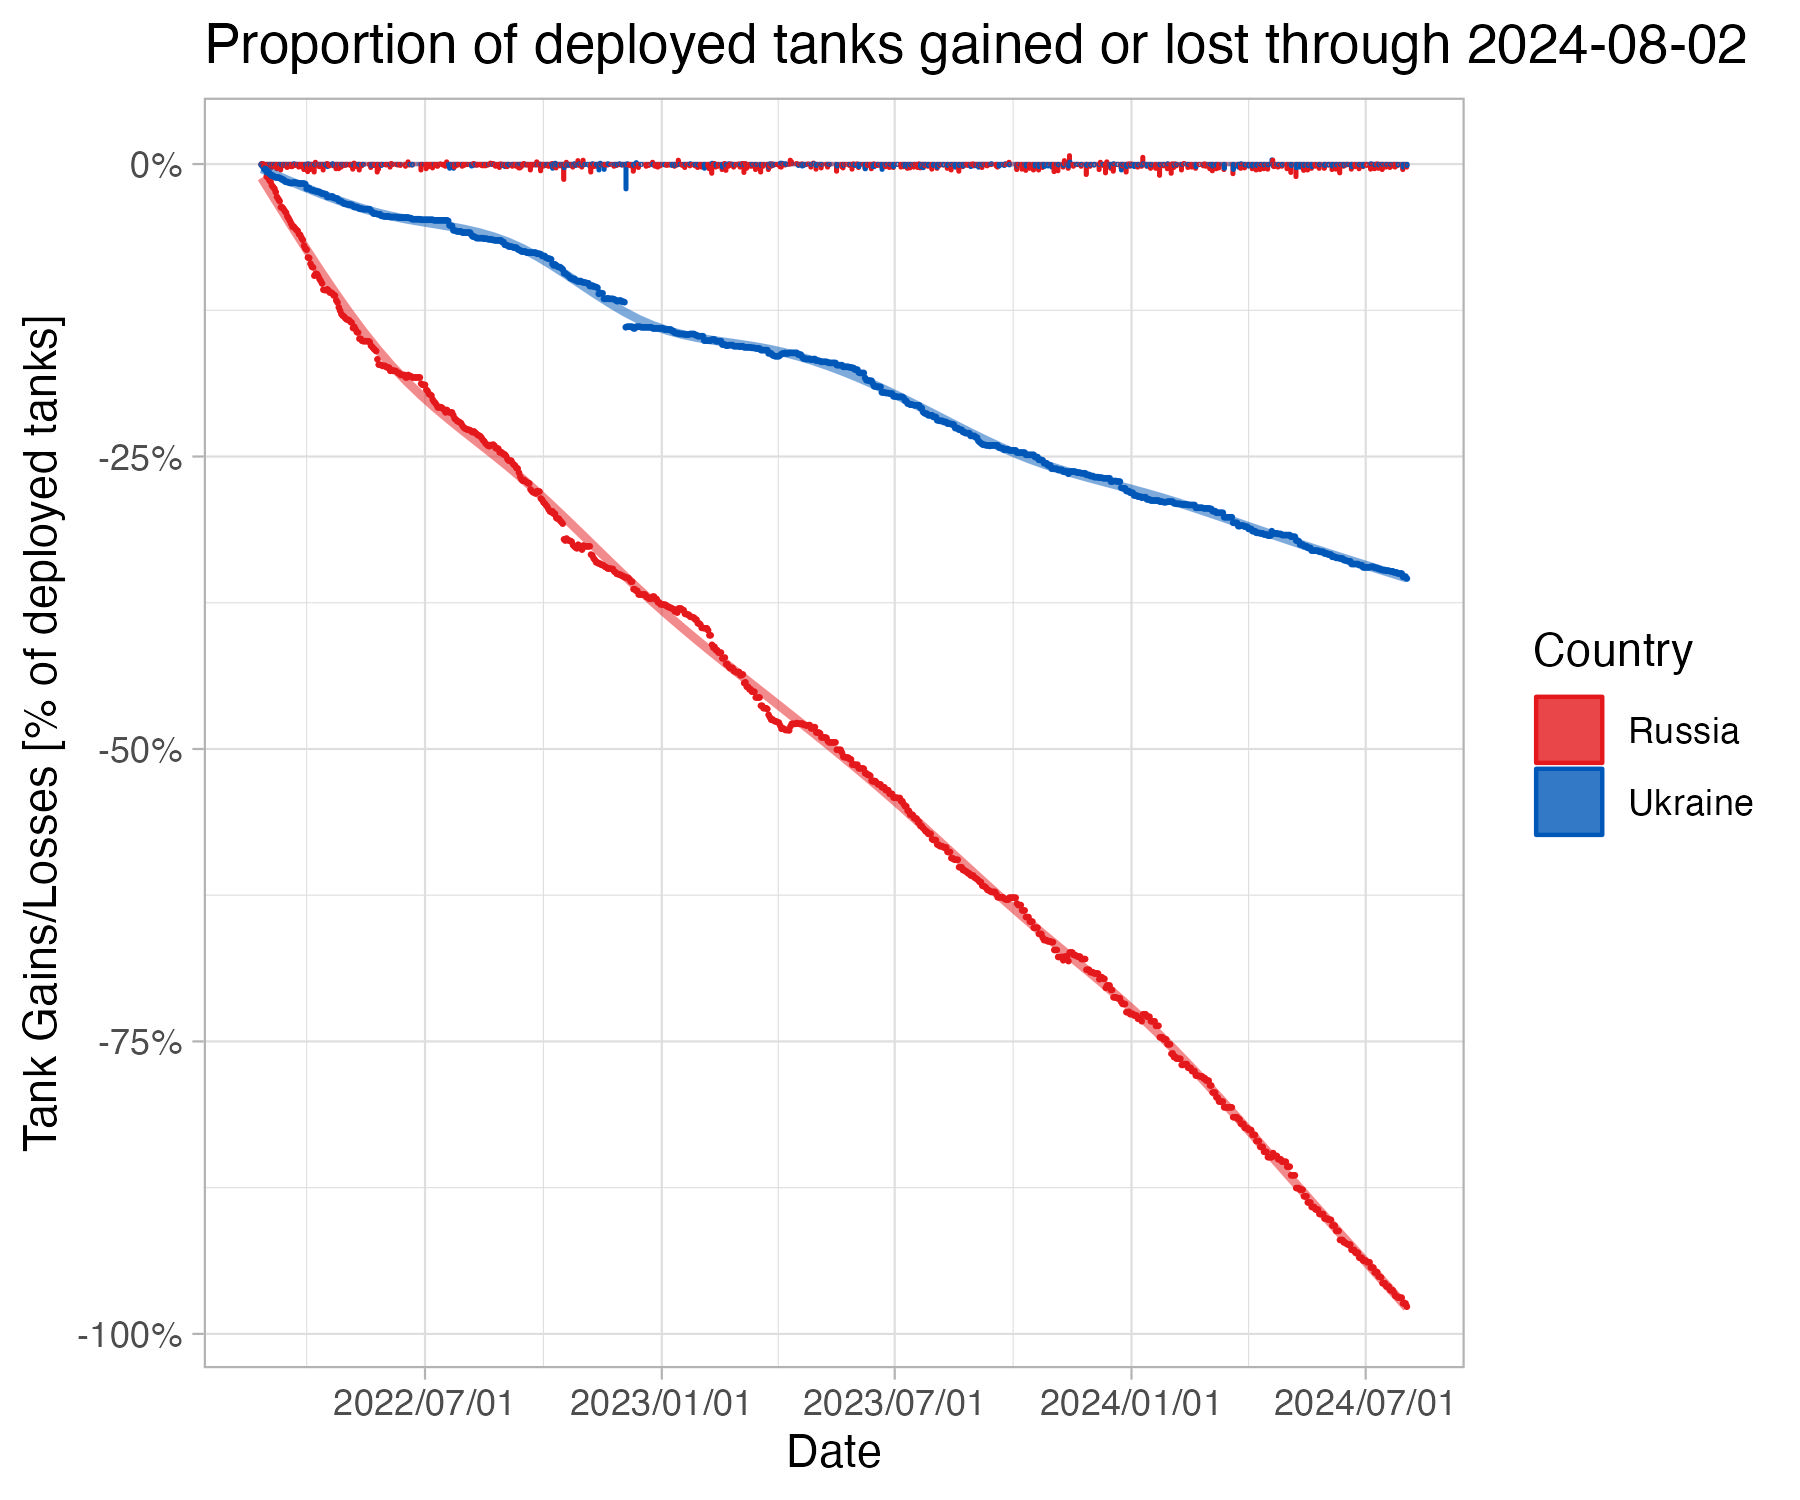 Proportion of deployed tanks gained or lost through 2024-08-02
Tank Gains/Losses [% of deployed tanks]
0%
-25%
-50%
-75%
-100%
2022/07/01
2023/01/01
2023/07/01
2024/01/01
2024/07/01
Date
Country
Russia
Ukraine